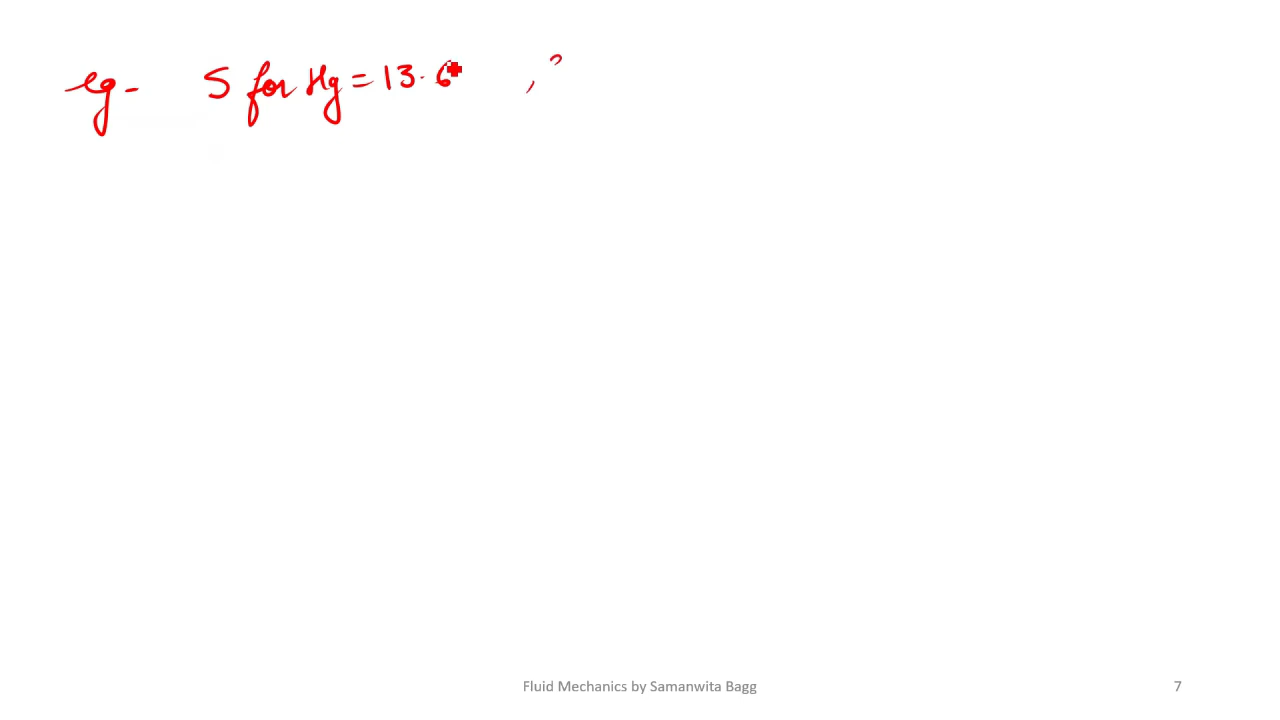 eg- S for Hg = 13.6 ,
Fluid Mechanics by Samanwita Bagg
7